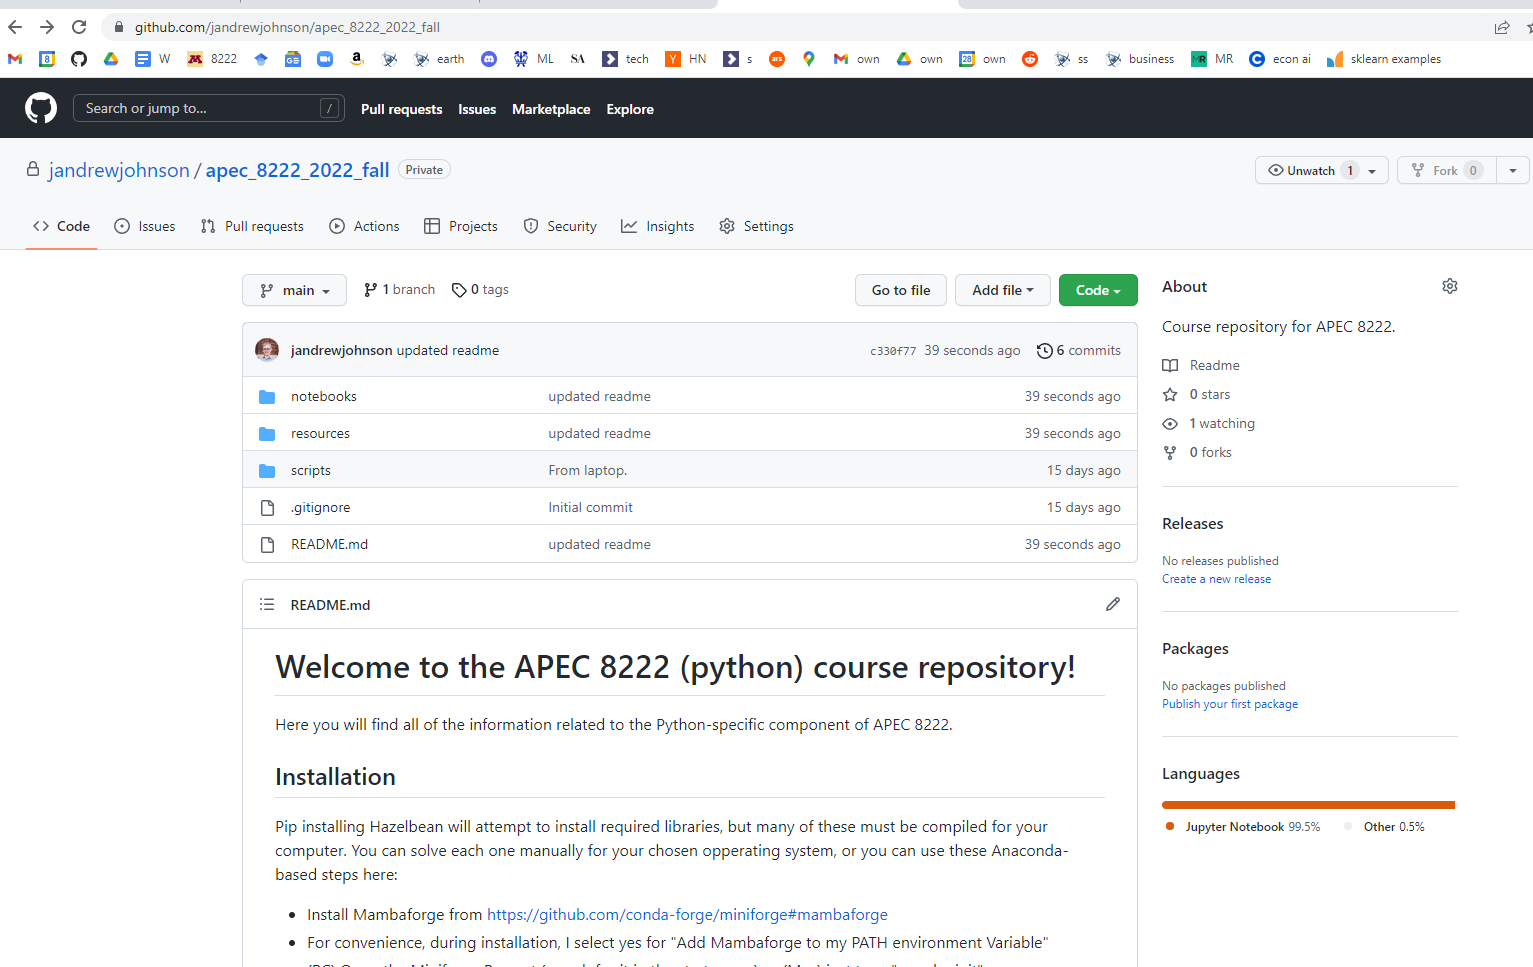 github.com/jandrewjohnson/apec_8222_2022_fall
8 W 8222 GE a earth ML SA tech Y HN s ars own own 28 own ss business MR MR econ ai sklearn examples
Search or jump to... / Pull requests Issues Marketplace Explore
jandrewjohnson / apec_8222_2022_fall Private Unwatch 1 Fork 0
Code Issues Pull requests Actions Projects Security Insights Settings
main 1 branch 0 tags Go to file Add file Code
jandrewjohnson updated readme c330f77 39 seconds ago 6 commits
notebooks updated readme 39 seconds ago
resources updated readme 39 seconds ago
scripts From laptop. 15 days ago
.gitignore Initial commit 15 days ago
README.md updated readme 39 seconds ago
README.md
Welcome to the APEC 8222 (python) course repository!
Here you will find all of the information related to the Python-specific component of APEC 8222.
Installation
Pip installing Hazelbean will attempt to install required libraries, but many of these must be compiled for your
computer. You can solve each one manually for your chosen opperating system, or you can use these Anaconda-
based steps here:
Install Mambaforge from https://github.com/conda-forge/miniforge#mambaforge
For convenience, during installation, I select yes for "Add Mambaforge to my PATH environment Variable"
About
Course repository for APEC 8222.
Readme
0 stars
1 watching
0 forks
Releases
No releases published
Create a new release
Packages
No packages published
Publish your first package
Languages
Jupyter Notebook 99.5% Other 0.5%